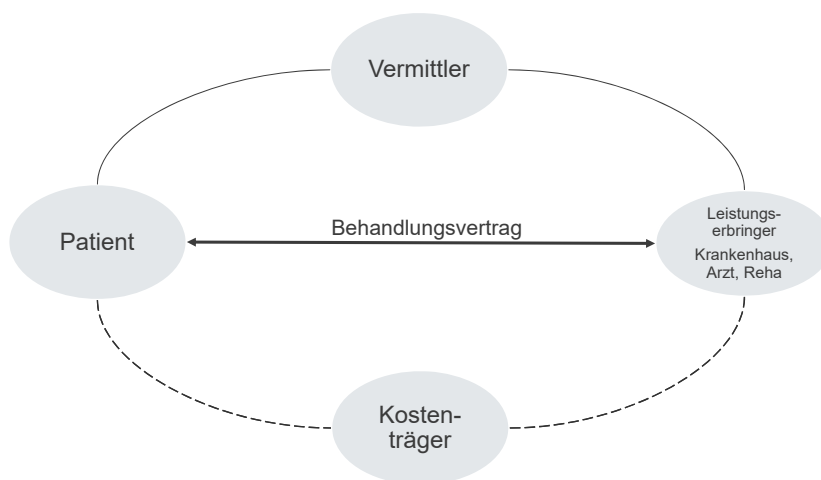 Vermittler
Behandlungsvertrag
Patient
Leistungs-
erbringer
Krankenhaus,
Arzt, Reha
Kosten-
träger